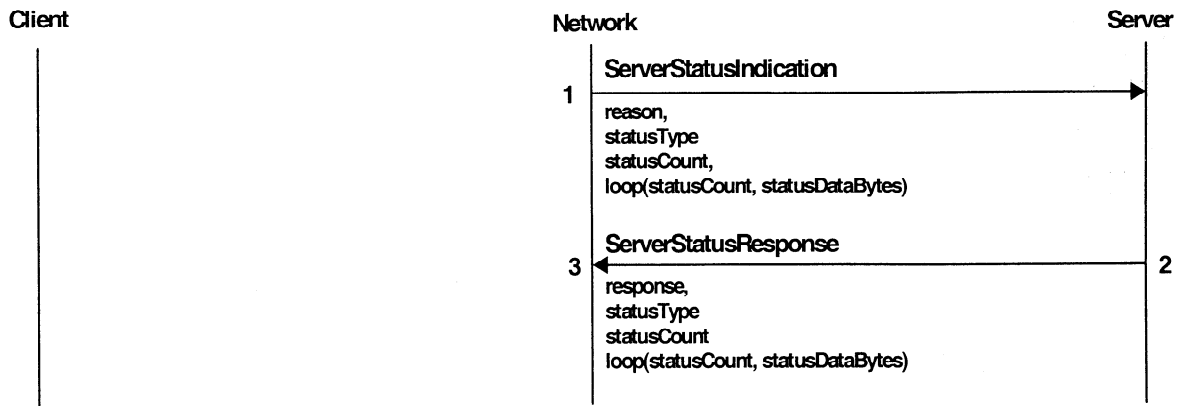 Client
Network
Server
ServerStatusIndication
1
reason,
statusType
statusCount,
loop(statusCount, statusDataBytes)
ServerStatusResponse
3
2
response,
statusType
statusCount
loop(statusCount, statusDataBytes)